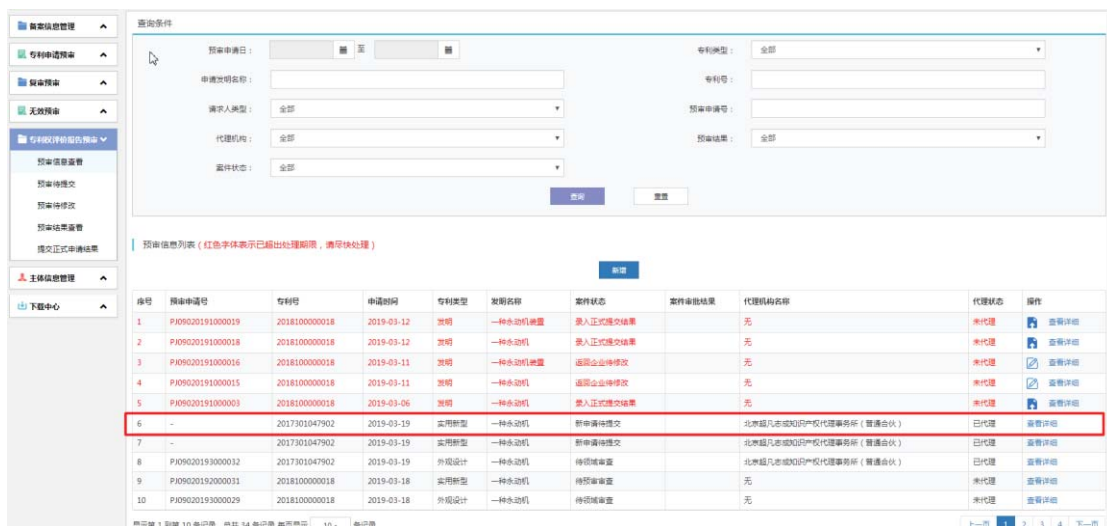 备案信息管理
专利申请预审
复审预审
无效预审
专利权评价报告预审
预审信息查看
预审待提交
预审待修改
预审结果查看
提交正式申请结果
主体信息管理
下载中心
查询条件
预审申请日： 至 专利类型： 全部
申请发明名称： 专利号：
请求人类型： 全部 预审申请号：
代理机构： 全部 预审结果： 全部
案件状态： 全部
查询 重置
预审信息列表（红色字体表示已超出处理期限，请尽快处理）
新增
序号 预审申请号 专利号 申请时间 专利类型 发明名称 案件状态 案件审批结果 代理机构名称 代理状态 操作
1 PJ09020191000019 2018100000018 2019-03-12 发明 一种永动机装置 录入正式提交结果 无 未代理 查看详细
2 PJ09020191000018 2018100000018 2019-03-12 发明 一种永动机 录入正式提交结果 无 未代理 查看详细
3 PJ09020191000016 2018100000018 2019-03-11 发明 一种永动机装置 返回企业待修改 无 未代理 查看详细
4 PJ09020191000015 2018100000018 2019-03-11 发明 一种永动机 返回企业待修改 无 未代理 查看详细
5 PJ09020191000003 2018100000018 2019-03-06 发明 一种永动机 录入正式提交结果 无 未代理 查看详细
6 - 2017301047902 2019-03-19 实用新型 一种永动机 新申请待提交 北京超凡志成知识产权代理事务所（普通合伙） 已代理 查看详细
7 - 2017301047902 2019-03-19 实用新型 一种永动机 新申请待提交 北京超凡志成知识产权代理事务所（普通合伙） 已代理 查看详细
8 PJ09020193000032 2017301047902 2019-03-19 外观设计 一种永动机 待领域审查 北京超凡志成知识产权代理事务所（普通合伙） 已代理 查看详细
9 PJ09020192000031 2018100000018 2019-03-18 实用新型 一种永动机 待预审审查 无 未代理 查看详细
10 PJ09020193000029 2018100000018 2019-03-18 外观设计 一种永动机 待领域审查 无 未代理 查看详细
显示第 1 到第 10 条记录，总共 34 条记录 每页显示 10 条记录 上一页 1 2 3 4 下一页